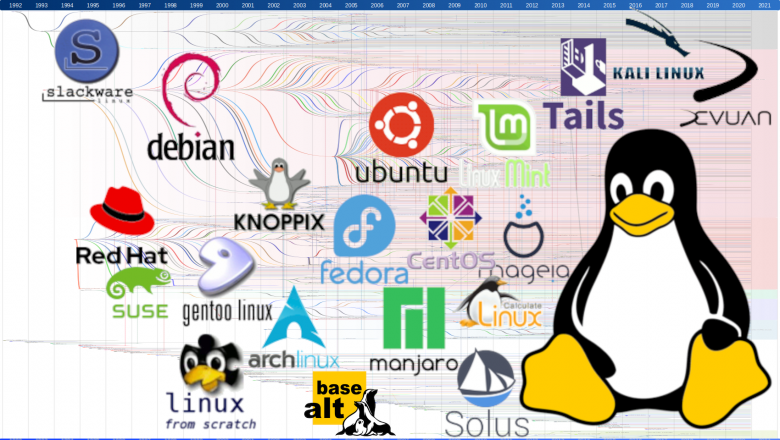 1992 1993 1994 1995 1996 1997 1998 1999 2000 2001 2002 2003 2004 2005 2006 2007 2008 2009 2010 2011 2012 2013 2014 2015 2016 2017 2018 2019 2020 2021
S
slackware
linux
debian
KALI LINUX
Tails
DEVUAN
ubuntu
Linux Mint
KNOPPIX
Red Hat
fedora
CentOS
mageia
SUSE
gentoo linux
Calculate
Linux
archlinux
manjaro
linux
from scratch
base
alt
Solus